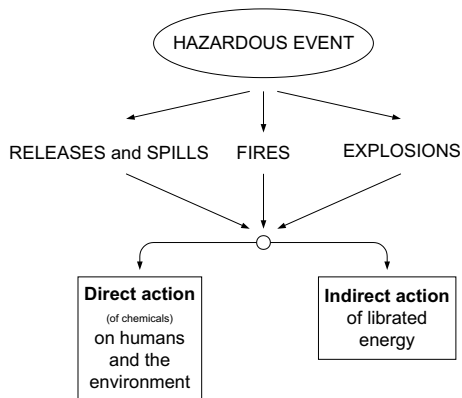 HAZARDOUS EVENT
RELEASES and SPILLS
FIRES
EXPLOSIONS
Direct action
(of chemicals)
on humans
and the
environment
Indirect action
of librated
energy